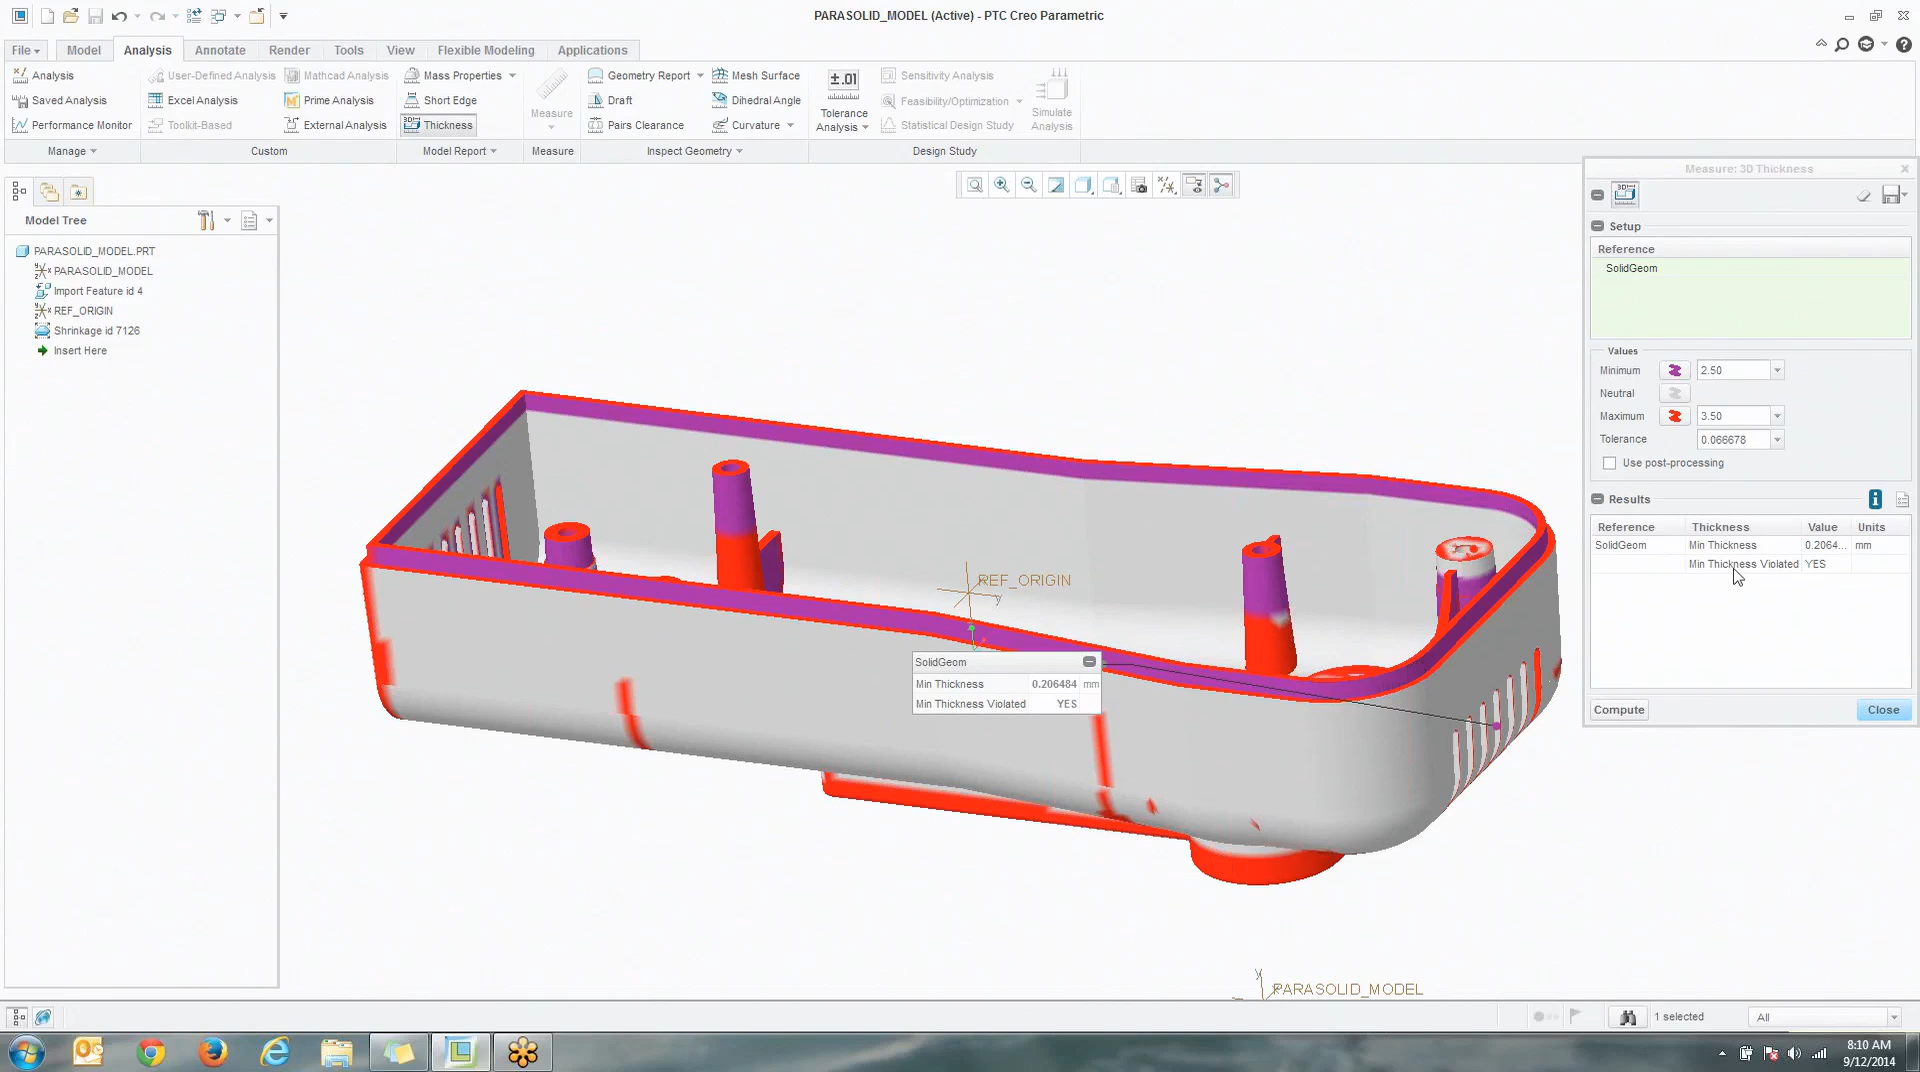 PARASOLID_MODEL (Active) - PTC Creo Parametric
File Model Analysis Annotate Render Tools View Flexible Modeling Applications
Analysis User-Defined Analysis Mathcad Analysis Mass Properties Geometry Report Mesh Surface Sensitivity Analysis
Saved Analysis Excel Analysis Prime Analysis Short Edge Draft Dihedral Angle Feasibility/Optimization
Performance Monitor Toolkit-Based External Analysis Thickness Pairs Clearance Curvature Statistical Design Study
Measure
±.01
Tolerance
Analysis
Simulate
Analysis
Manage Custom Model Report Measure Inspect Geometry Design Study
Model Tree
PARASOLID_MODEL.PRT
PARASOLID_MODEL
Import Feature id 4
REF_ORIGIN
Shrinkage id 7126
Insert Here
REF_ORIGIN
y
SolidGeom
Min Thickness 0.206484 mm
Min Thickness Violated YES
y
PARASOLID_MODEL
Measure: 3D Thickness
3D
Setup
Reference
SolidGeom
Values
Minimum 2.50
Neutral
Maximum 3.50
Tolerance 0.066678
Use post-processing
Results
Reference Thickness Value Units
SolidGeom Min Thickness 0.2064... mm
Min Thickness Violated YES
Compute Close
1 selected All
8:10 AM
9/12/2014